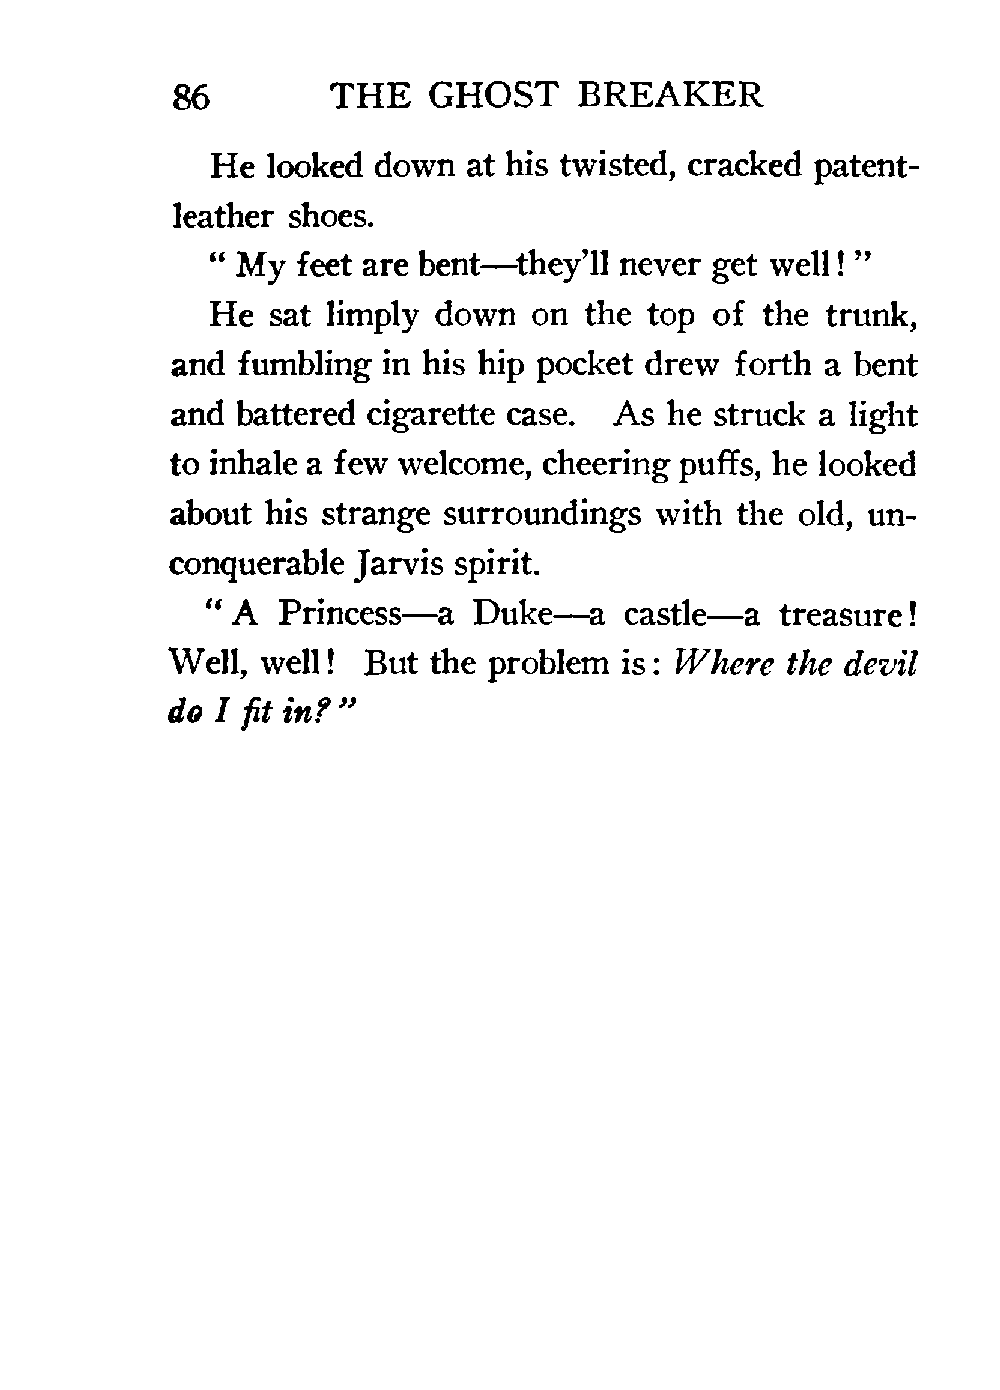 86 THE GHOST BREAKER
He looked down at his twisted, cracked patent-
leather shoes.
“ My feet are bent—they’ll never get well! ”
He sat limply down on the top of the trunk,
and fumbling in his hip pocket drew forth a bent
and battered cigarette case. As he struck a light
to inhale a few welcome, cheering puffs, he looked
about his strange surroundings with the old, un-
conquerable Jarvis spirit.
“ A Princess—a Duke—a castle—a treasure!
Well, well! But the problem is: Where the devil
do I fit in? ”